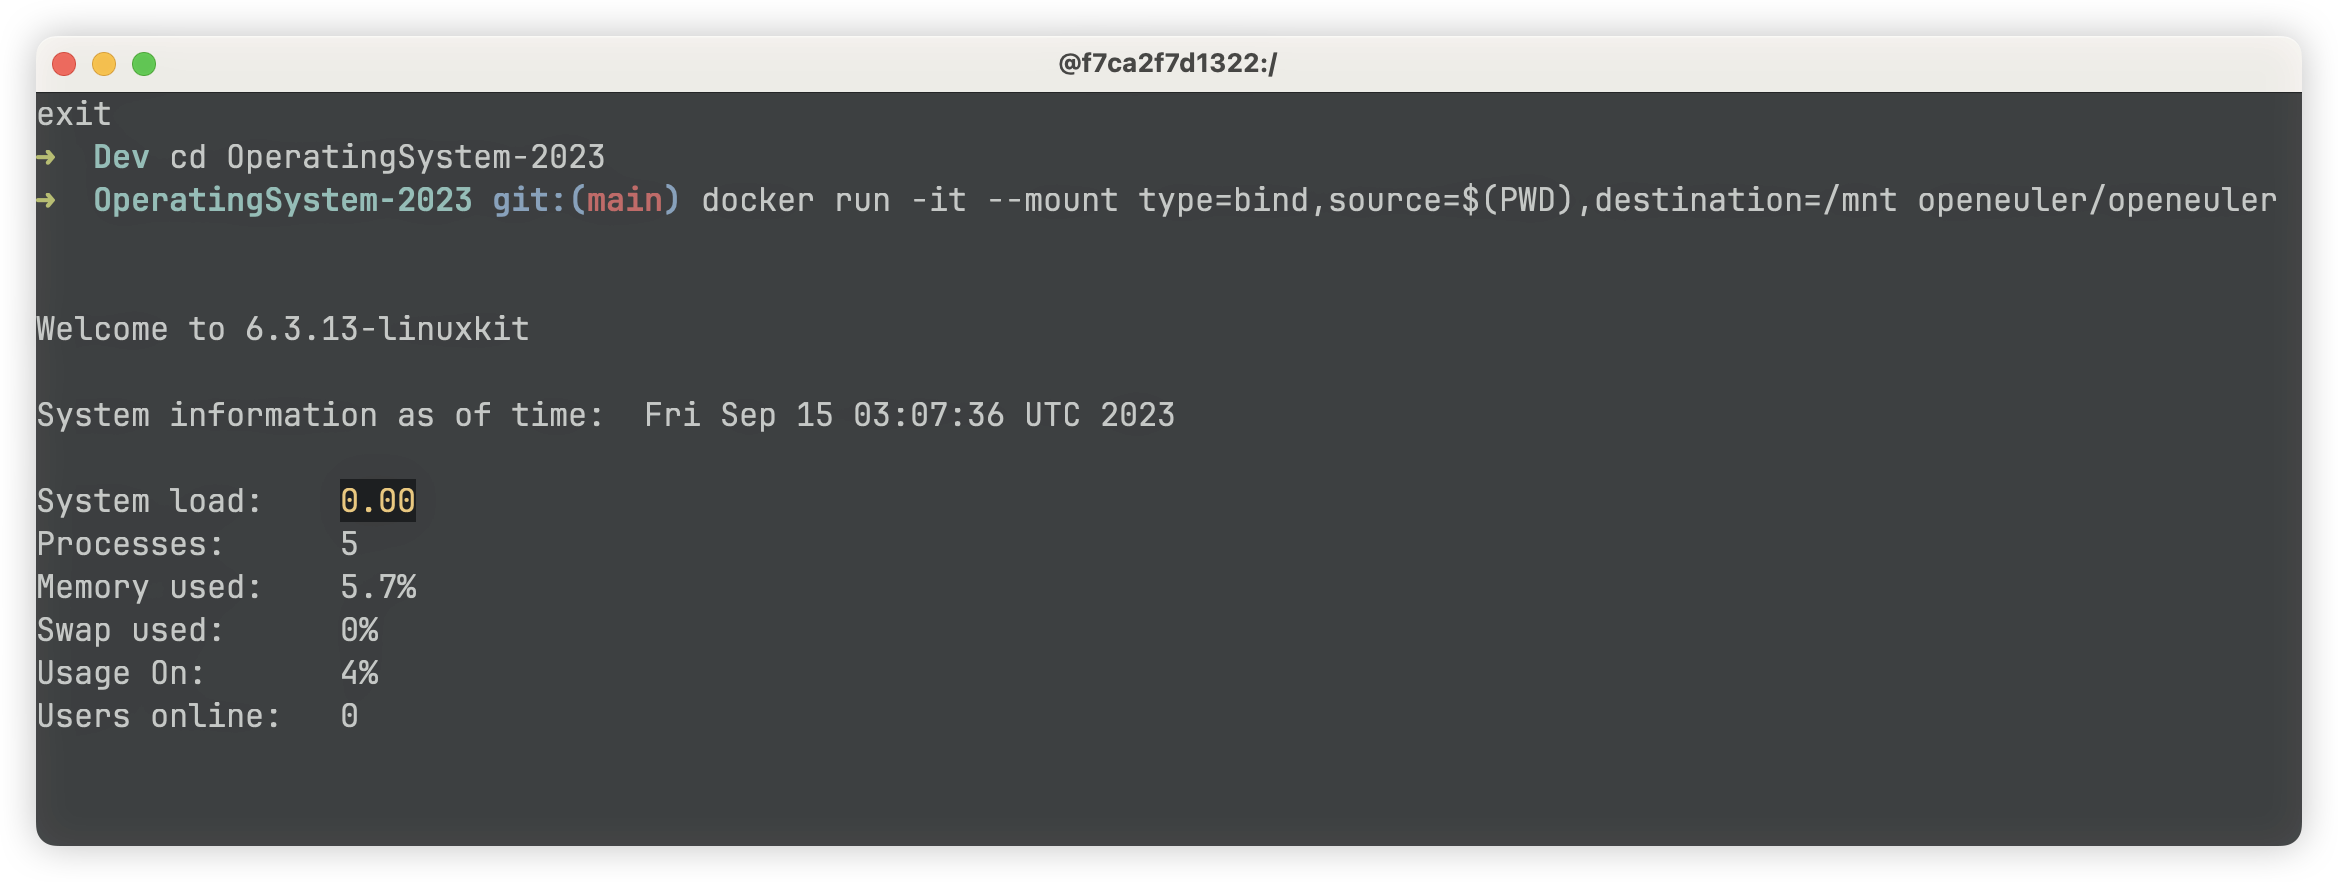 @f7ca2f7d1322:/
exit
➜  Dev cd OperatingSystem-2023
➜  OperatingSystem-2023 git:(main) docker run -it --mount type=bind,source=$(PWD),destination=/mnt openeuler/openeuler
Welcome to 6.3.13-linuxkit
System information as of time:  Fri Sep 15 03:07:36 UTC 2023
System load:    0.00
Processes:      5
Memory used:    5.7%
Swap used:      0%
Usage On:       4%
Users online:   0